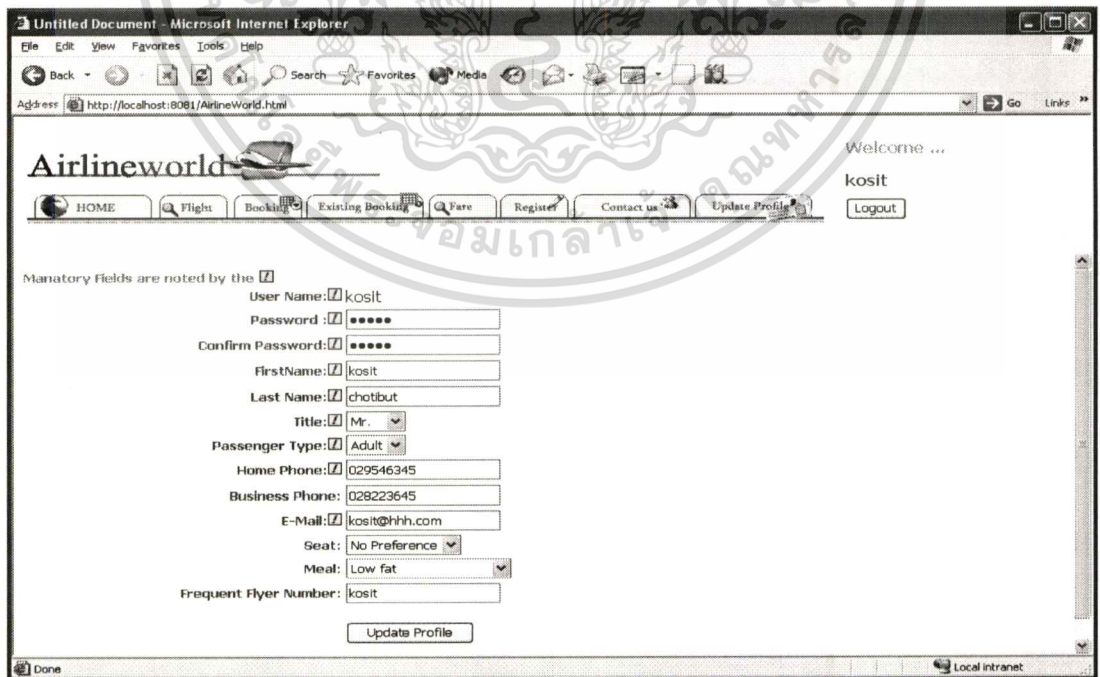 Untitled Document - Microsoft Internet Explorer
File Edit View Favorites Tools Help
Back Search Favorites Media
Address http://localhost:8081/AirlineWorld.html Go Links »
Airlineworld
Welcome ...
kosit
Logout
HOME Flight Booking Existing Booking Fare Register Contact us Update Profile
Manatory Fields are noted by the
User Name: kosit
Password : •••••
Confirm Password: •••••
FirstName: kosit
Last Name: chotibut
Title: Mr.
Passenger Type: Adult
Home Phone: 029546345
Business Phone: 028223645
E-Mail: kosit@hhh.com
Seat: No Preference
Meal: Low fat
Frequent Flyer Number: kosit
Update Profile
Done Local intranet